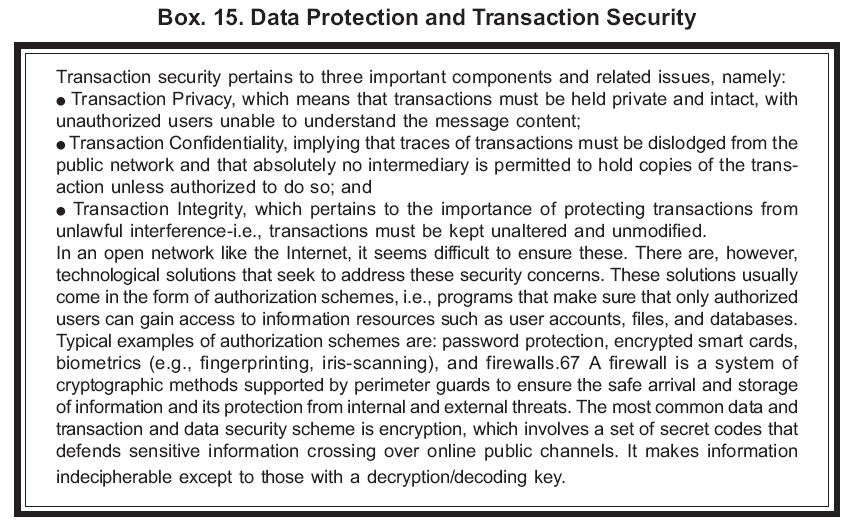 Box. 15. Data Protection and Transaction Security
Transaction security pertains to three important components and related issues, namely:
● Transaction Privacy, which means that transactions must be held private and intact, with
unauthorized users unable to understand the message content;
● Transaction Confidentiality, implying that traces of transactions must be dislodged from the
public network and that absolutely no intermediary is permitted to hold copies of the trans-
action unless authorized to do so; and
● Transaction Integrity, which pertains to the importance of protecting transactions from
unlawful interference-i.e., transactions must be kept unaltered and unmodified.
In an open network like the Internet, it seems difficult to ensure these. There are, however,
technological solutions that seek to address these security concerns. These solutions usually
come in the form of authorization schemes, i.e., programs that make sure that only authorized
users can gain access to information resources such as user accounts, files, and databases.
Typical examples of authorization schemes are: password protection, encrypted smart cards,
biometrics (e.g., fingerprinting, iris-scanning), and firewalls.67 A firewall is a system of
cryptographic methods supported by perimeter guards to ensure the safe arrival and storage
of information and its protection from internal and external threats. The most common data and
transaction and data security scheme is encryption, which involves a set of secret codes that
defends sensitive information crossing over online public channels. It makes information
indecipherable except to those with a decryption/decoding key.